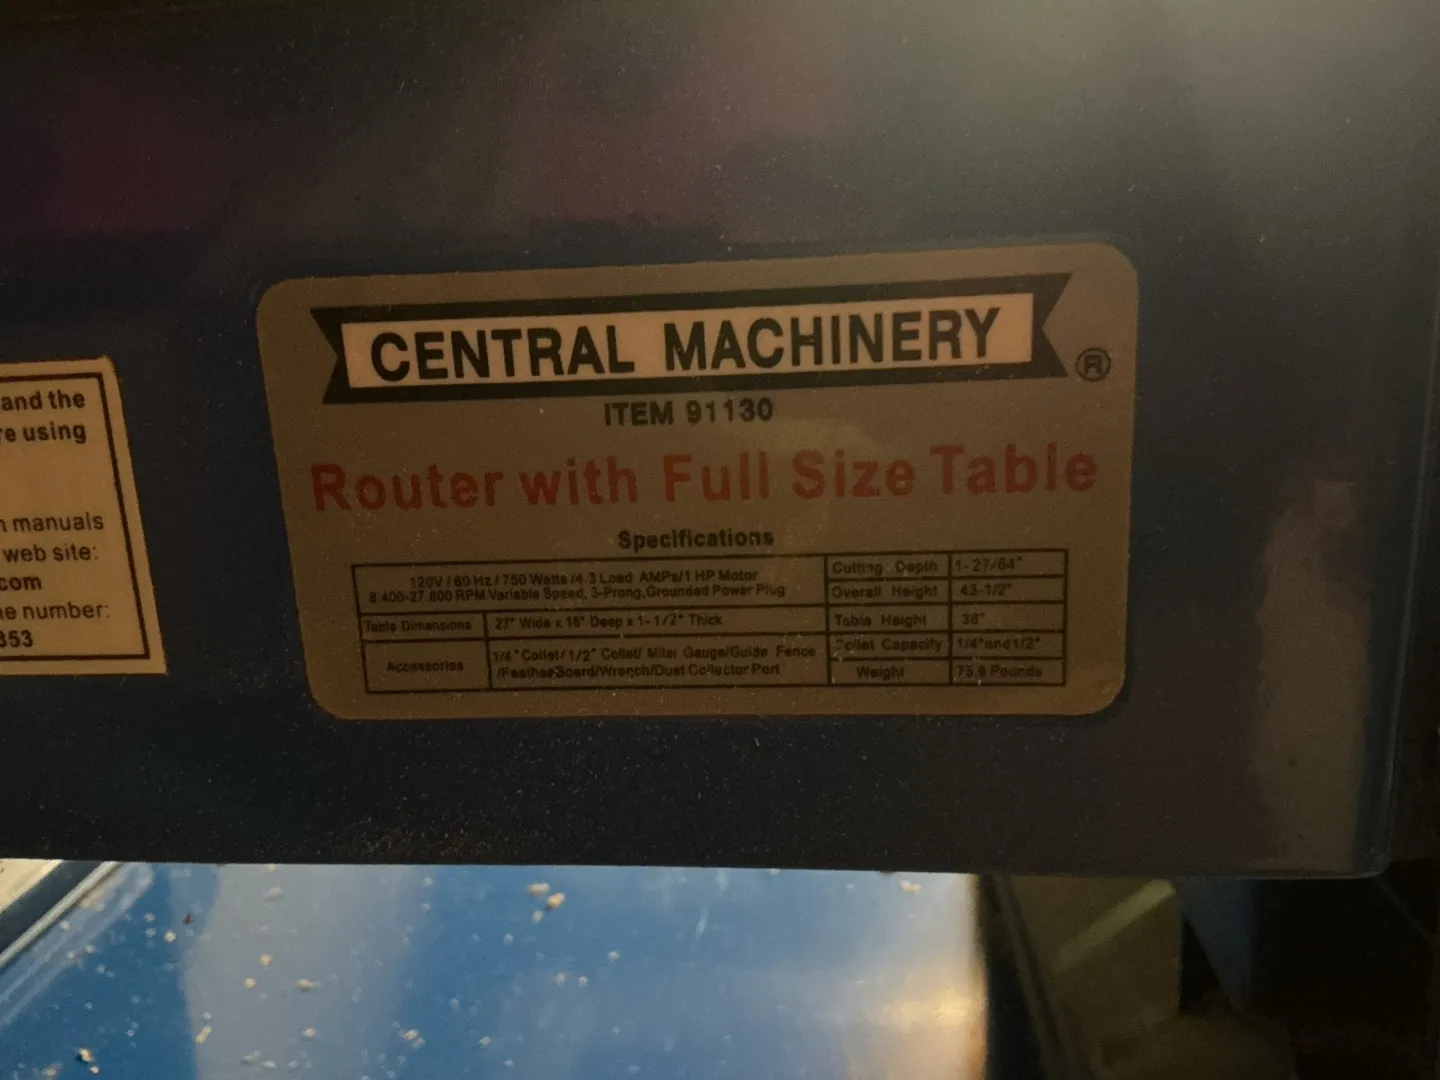 and the
re using
manuals
web site:
com
number:
353
CENTRAL MACHINERY ®
ITEM 91130
Router with Full Size Table
Specifications
120V / 60 Hz / 750 Watts /4.3 Load AMPs/1 HP Motor
8,400-27,800 RPM Variable Speed, 3-Prong,Grounded Power Plug
Table Dimensions 27" Wide x 18" Deep x 1-1/2" Thick
Accessories 1/4" Collet/ 1/2" Collet/ Miter Gauge/Guide Fence
/FeatherBoard/Wrench/Dust Collector Port
Cutting Depth 1-27/64"
Overall Height 43-1/2"
Table Height 38"
Collet Capacity 1/4"and1/2"
Weight 75.6 Pounds